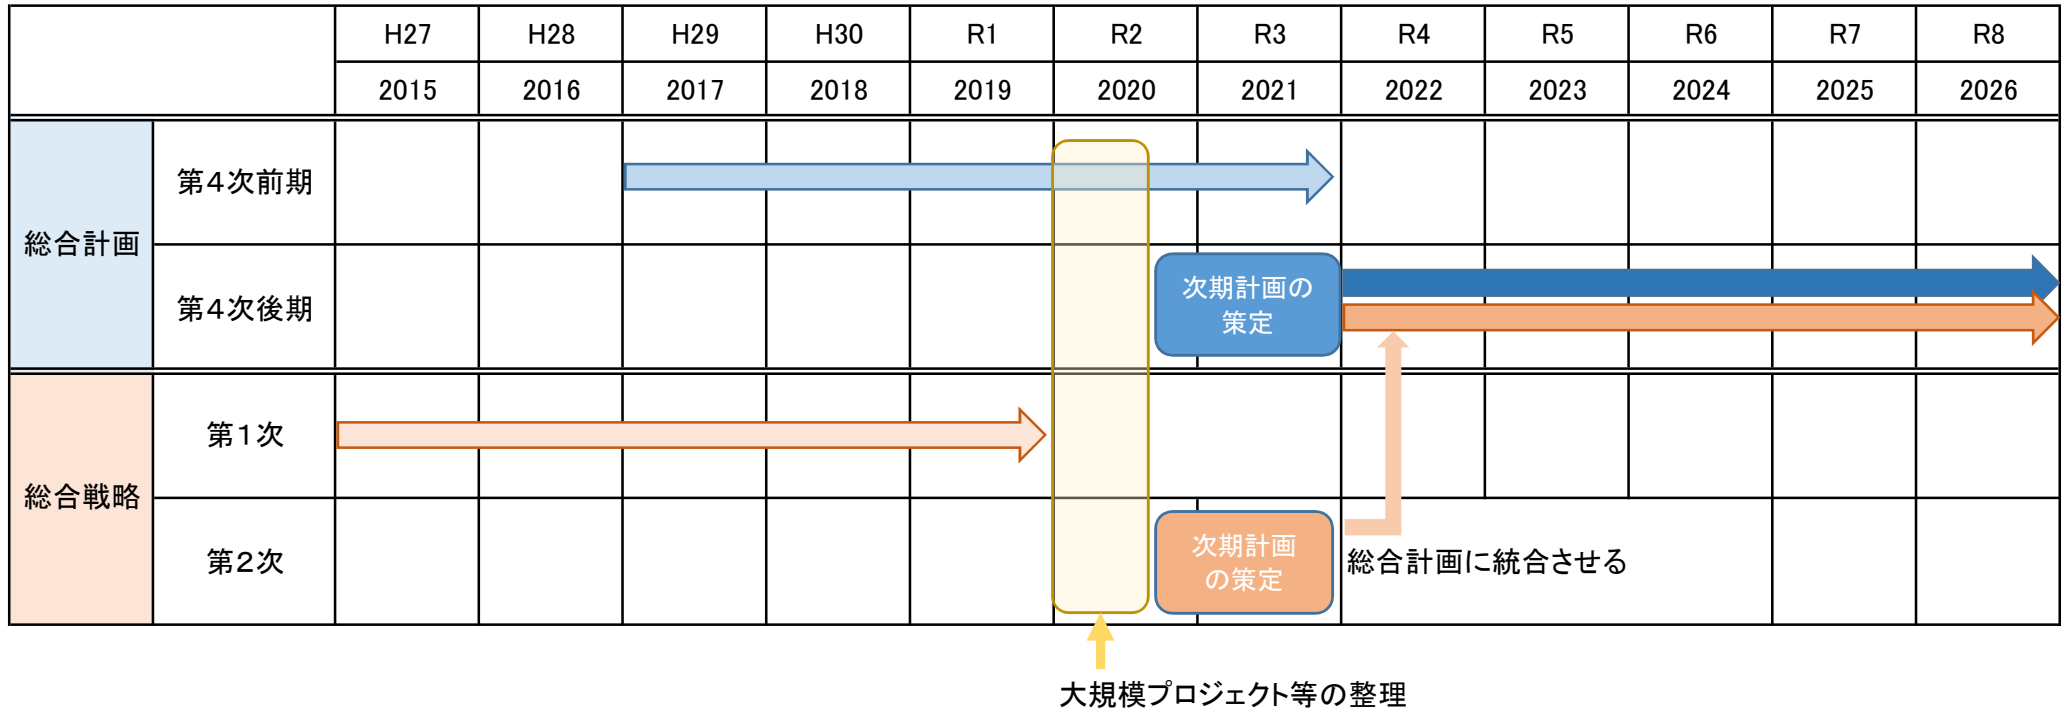 H27 H28 H29 H30 R1 R2 R3 R4 R5 R6 R7 R8
2015 2016 2017 2018 2019 2020 2021 2022 2023 2024 2025 2026
総合計画
第４次前期
第４次後期
次期計画の
策定
総合戦略
第１次
第２次
次期計画
の策定
総合計画に統合させる
大規模プロジェクト等の整理